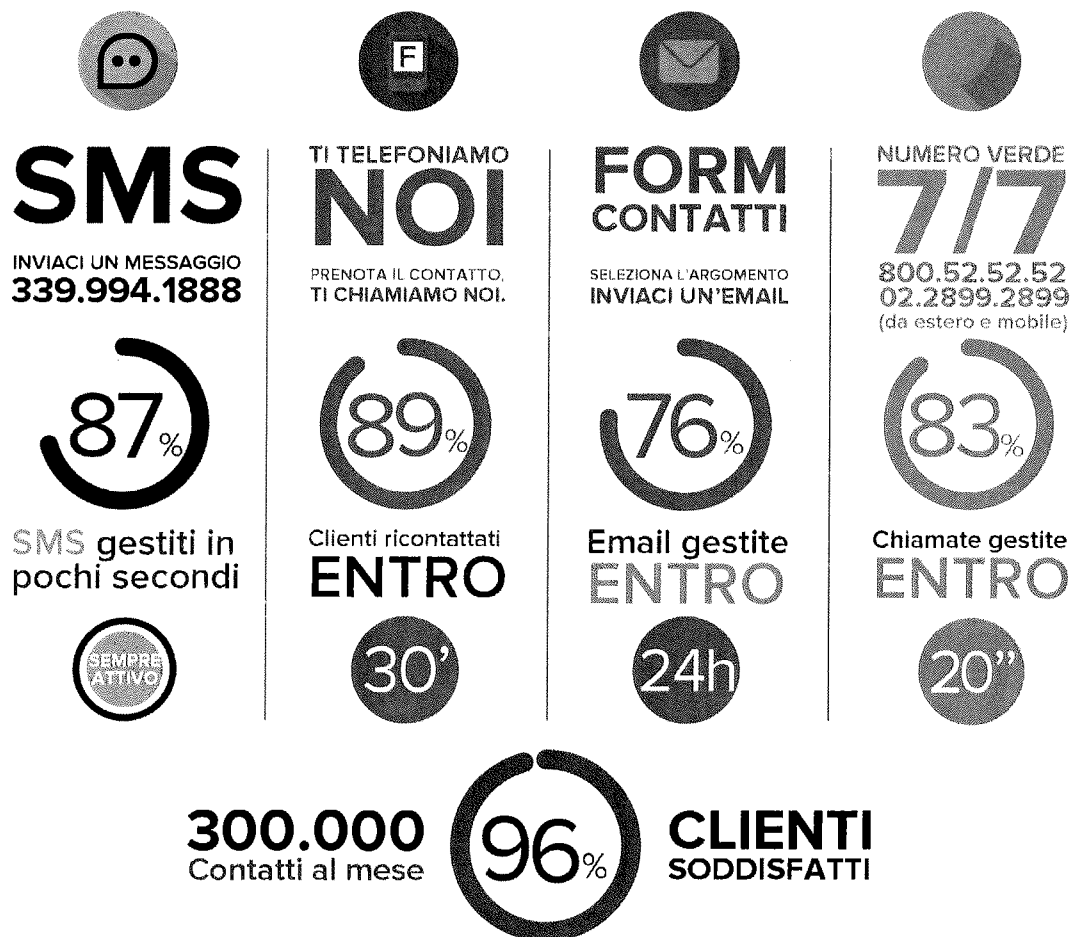 F
SMS
INVIACI UN MESSAGGIO
339.994.1888
87%
SMS gestiti in
pochi secondi
SEMPRE
ATTIVO
TI TELEFONIAMO
NOI
PRENOTA IL CONTATTO,
TI CHIAMIAMO NOI.
89%
Clienti ricontattati
ENTRO
30’
FORM
CONTATTI
SELEZIONA L'ARGOMENTO
INVIACI UN'EMAIL
76%
Email gestite
ENTRO
24h
NUMERO VERDE
7/7
800.52.52.52
02.2899.2899
(da estero e mobile)
83%
Chiamate gestite
ENTRO
20”
300.000
Contatti al mese
96%
CLIENTI
SODDISFATTI